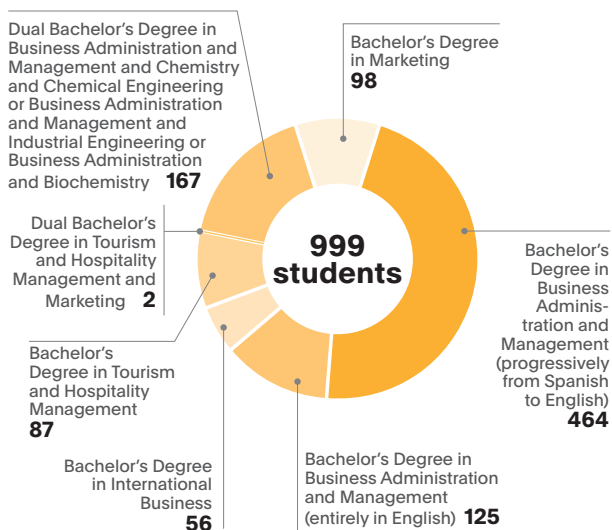 Dual Bachelor’s Degree in
Business Administration and
Management and Chemistry
and Chemical Engineering
or Business Administration
and Management and
Industrial Engineering or
Business Administration
and Biochemistry 167
Bachelor’s Degree
in Marketing
98
Dual Bachelor’s
Degree in Tourism
and Hospitality
Management and
Marketing 2
999
students
Bachelor’s
Degree in
Business
Adminis-
tration and
Management
(progressively
from Spanish
to English)
464
Bachelor’s
Degree in Tourism
and Hospitality
Management
87
Bachelor’s Degree
in International
Business
56
Bachelor’s Degree in
Business Administration
and Management
(entirely in English) 125